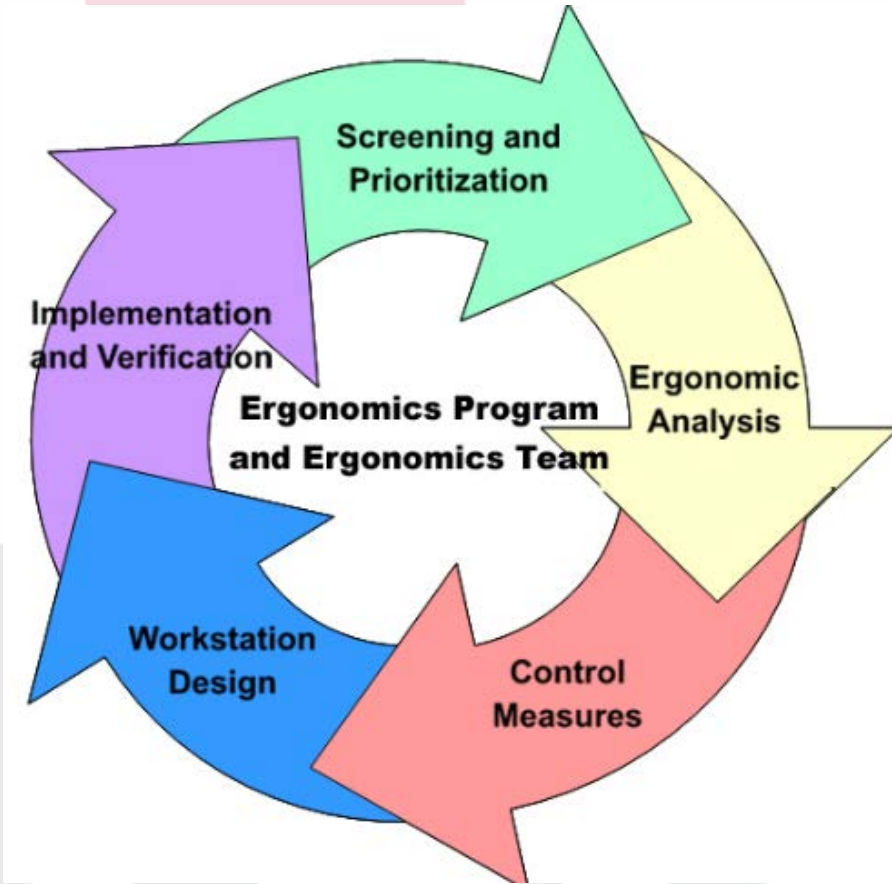 Screening and
Prioritization
Ergonomic
Analysis
Control
Measures
Workstation
Design
Implementation
and Verification
Ergonomics Program
and Ergonomics Team